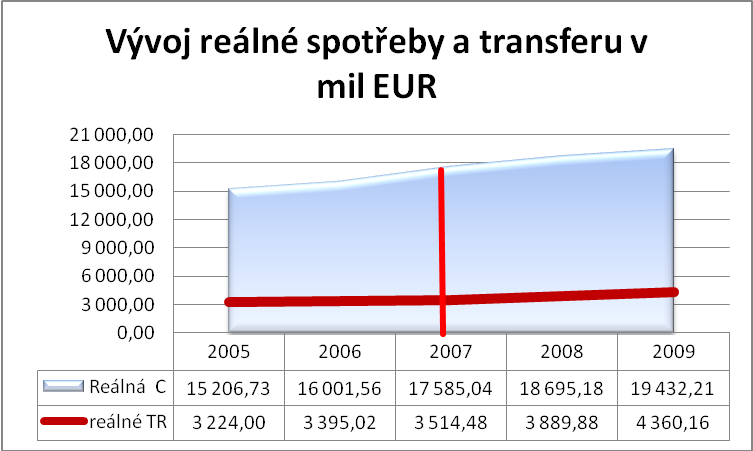 Vývoj reálné spotřeby a transferu v
mil EUR
21 000,00
18 000,00
15 000,00
12 000,00
9 000,00
6 000,00
3 000,00
0,00
2005 2006 2007 2008 2009
Reálná C 15 206,73 16 001,56 17 585,04 18 695,18 19 432,21
reálné TR 3 224,00 3 395,02 3 514,48 3 889,88 4 360,16